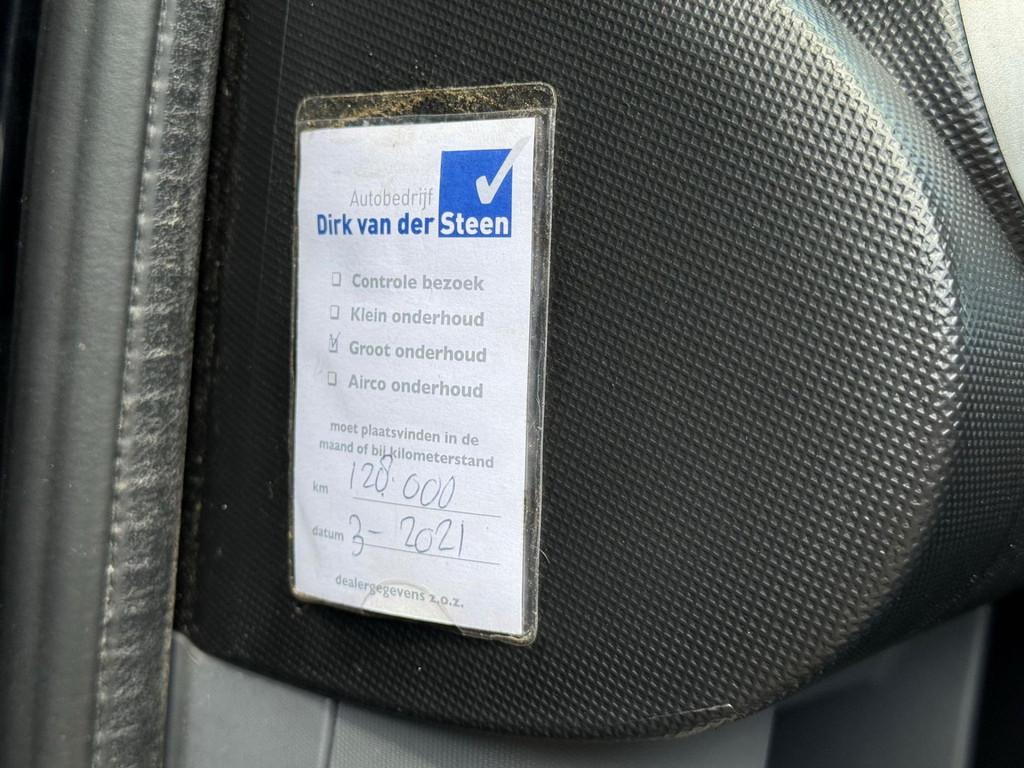 Autobedrijf
Dirk van der Steen
Controle bezoek
Klein onderhoud
Groot onderhoud
Airco onderhoud
moet plaatsvinden in de
maand of bij kilometerstand
km 128.000
datum 3-2021
dealergegevens z.o.z.